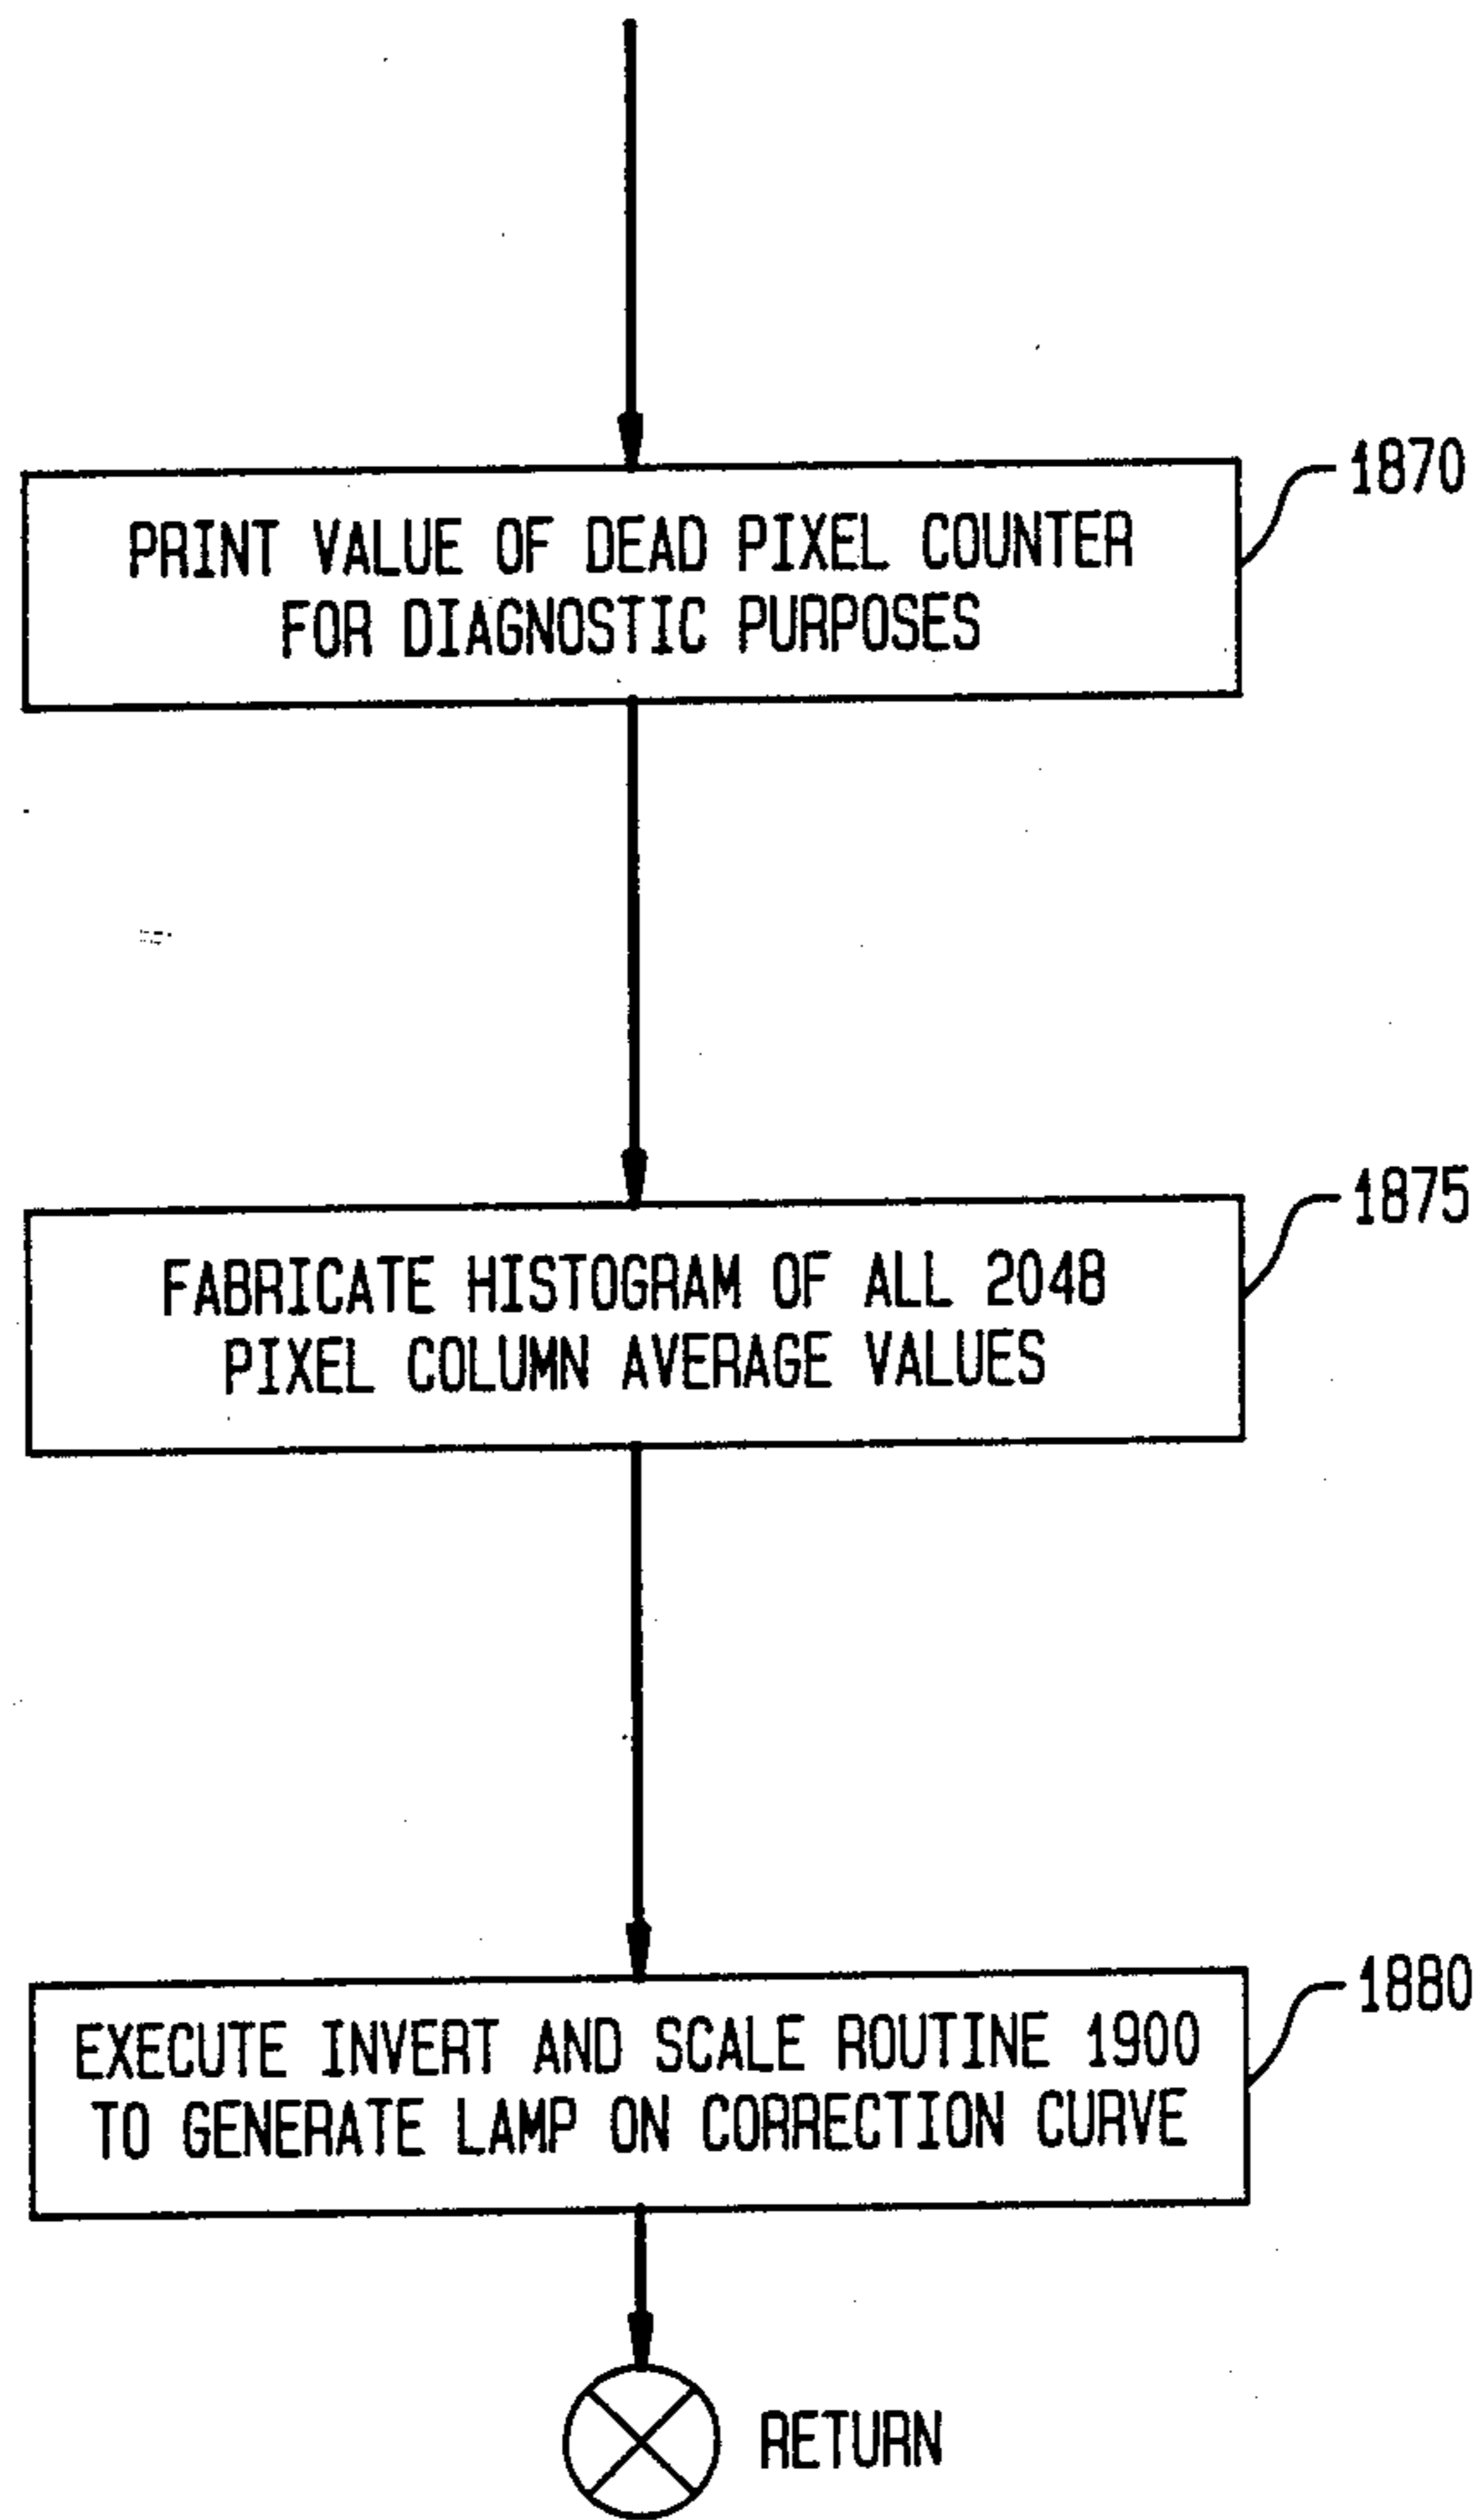 1870
PRINT VALUE OF DEAD PIXEL COUNTER
FOR DIAGNOSTIC PURPOSES
1875
FABRICATE HISTOGRAM OF ALL 2048
PIXEL COLUMN AVERAGE VALUES
1880
EXECUTE INVERT AND SCALE ROUTINE 1900
TO GENERATE LAMP ON CORRECTION CURVE
RETURN